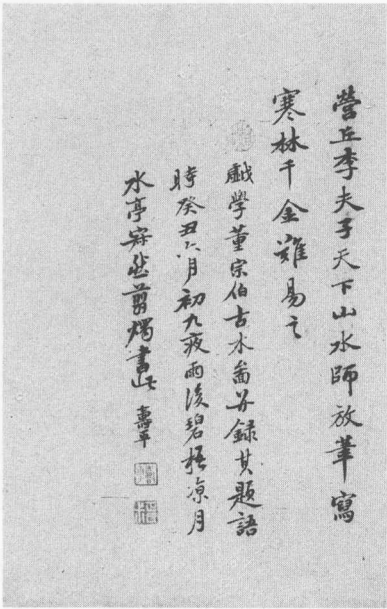 營丘李夫子天下山水師放筆寫
寒林千金難易之
戲學董宗伯古木啚并錄其題語
時癸丑六月初九夜雨後碧梧涼月
水亭寂然剪燭書此 壽平